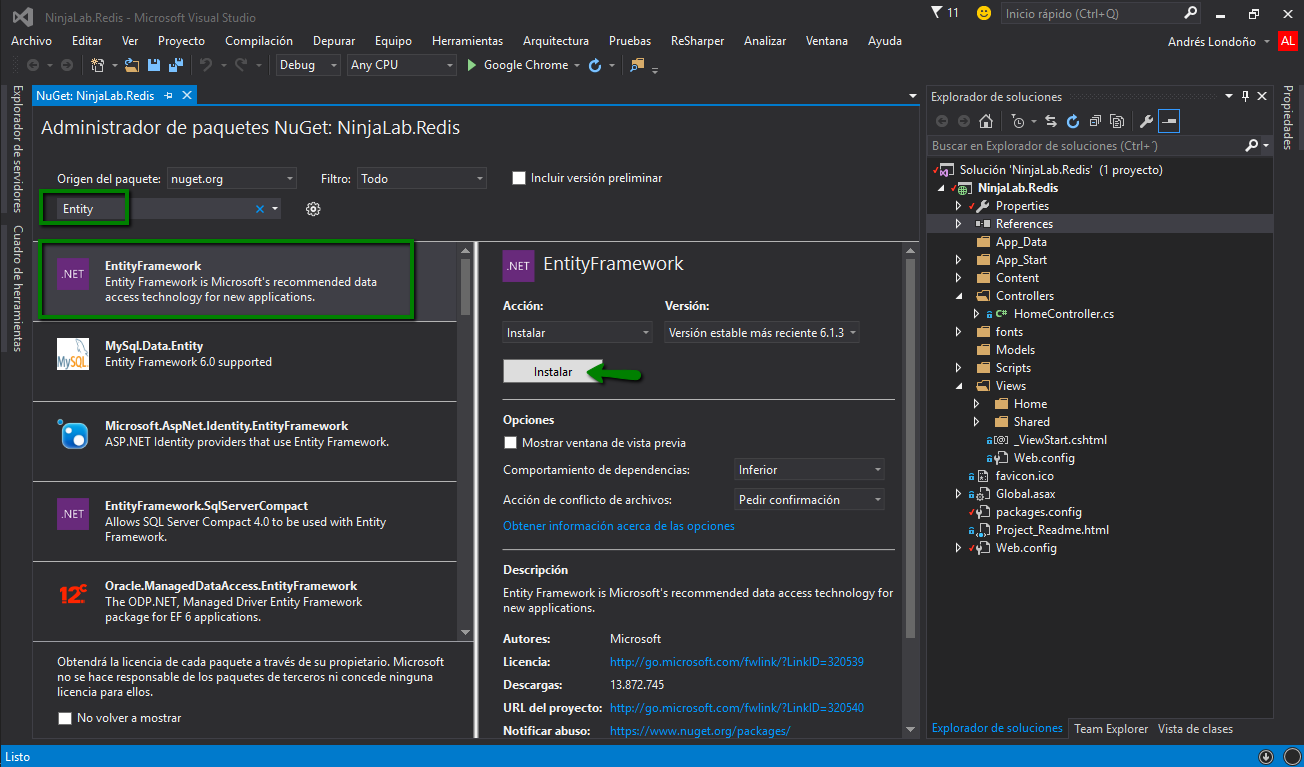 NinjaLab.Redis - Microsoft Visual Studio
11
Inicio rápido (Ctrl+Q)
Archivo Editar Ver Proyecto Compilación Depurar Equipo Herramientas Arquitectura Pruebas ReSharper Analizar Ventana Ayuda
Andrés Londoño AL
Debug Any CPU Google Chrome
Explorador de servidores
Cuadro de herramientas
NuGet: NinjaLab.Redis
Administrador de paquetes NuGet: NinjaLab.Redis
Origen del paquete: nuget.org Filtro: Todo Incluir versión preliminar
Entity
.NET
EntityFramework
Entity Framework is Microsoft's recommended data
access technology for new applications.
MySQL
MySql.Data.Entity
Entity Framework 6.0 supported
Microsoft.AspNet.Identity.EntityFramework
ASP.NET Identity providers that use Entity Framework.
.NET
EntityFramework.SqlServerCompact
Allows SQL Server Compact 4.0 to be used with Entity
Framework.
12c
Oracle.ManagedDataAccess.EntityFramework
The ODP.NET, Managed Driver Entity Framework
package for EF 6 applications.
Obtendrá la licencia de cada paquete a través de su propietario. Microsoft
no se hace responsable de los paquetes de terceros ni concede ninguna
licencia para ellos.
No volver a mostrar
.NET EntityFramework
Acción: Versión:
Instalar Versión estable más reciente 6.1.3
Instalar
Opciones
Mostrar ventana de vista previa
Comportamiento de dependencias: Inferior
Acción de conflicto de archivos: Pedir confirmación
Obtener información acerca de las opciones
Descripción
Entity Framework is Microsoft's recommended data access technology for
new applications.
Autores: Microsoft
Licencia: http://go.microsoft.com/fwlink/?LinkID=320539
Descargas: 13.872.745
URL del proyecto: http://go.microsoft.com/fwlink/?LinkID=320540
Notificar abuso: https://www.nuget.org/packages/
Explorador de soluciones
Buscar en Explorador de soluciones (Ctrl+´)
Solución 'NinjaLab.Redis' (1 proyecto)
NinjaLab.Redis
Properties
References
App_Data
App_Start
Content
Controllers
C# HomeController.cs
fonts
Models
Scripts
Views
Home
Shared
[@] _ViewStart.cshtml
Web.config
favicon.ico
Global.asax
packages.config
Project_Readme.html
Web.config
Explorador de soluciones Team Explorer Vista de clases
Propiedades
Listo